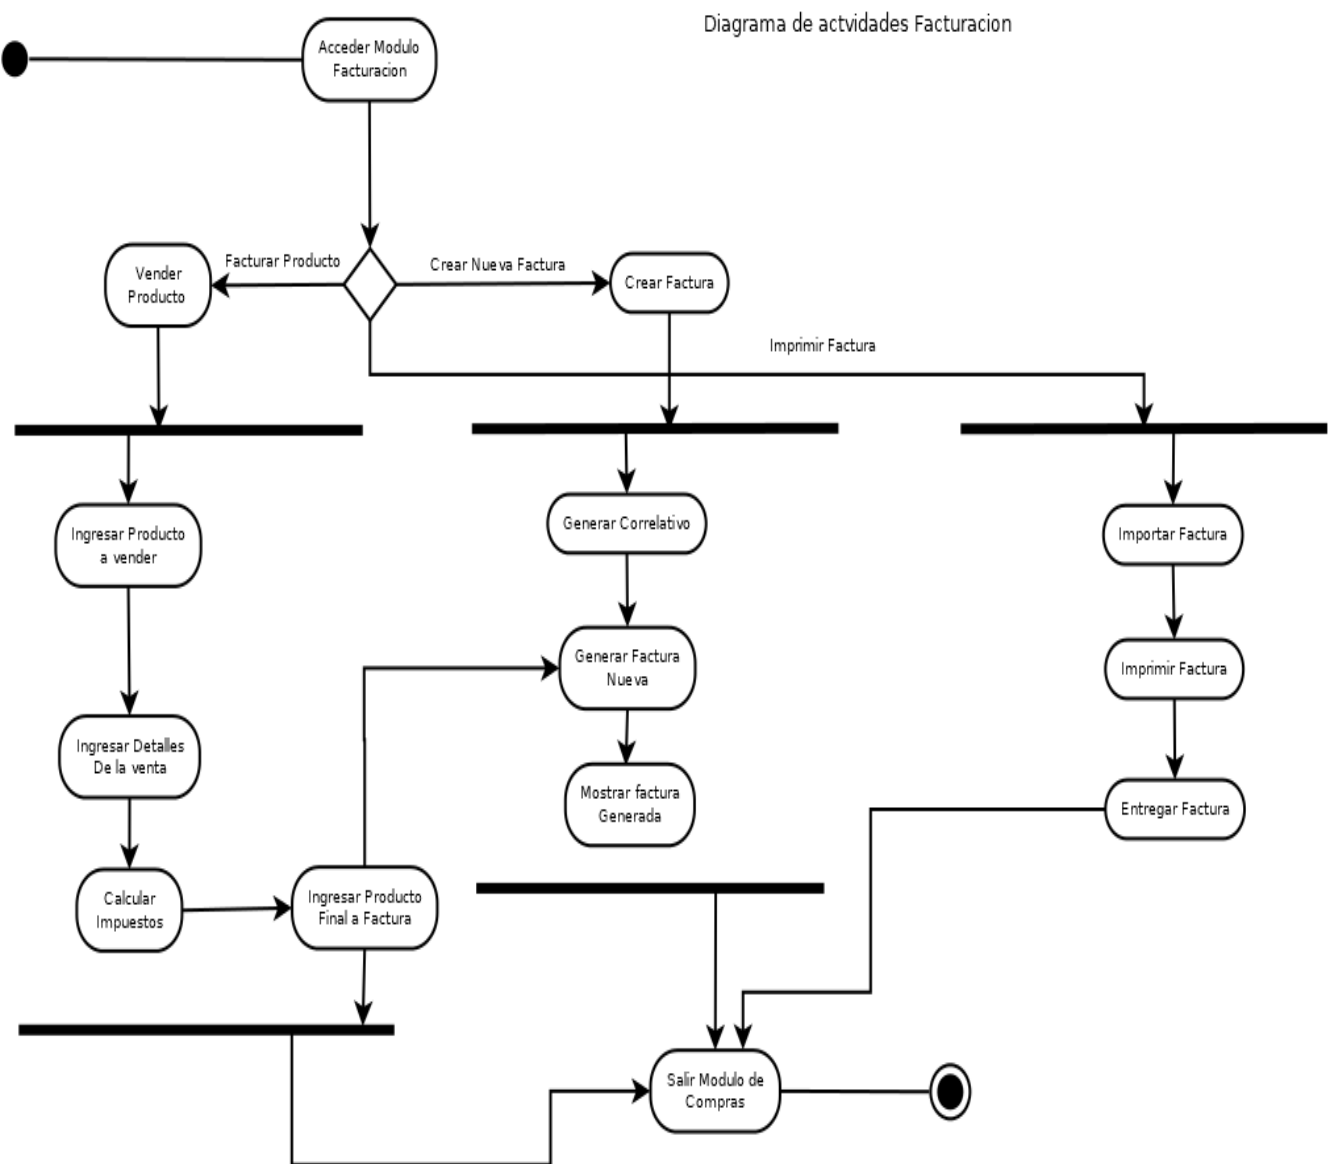 Diagrama de actvidades Facturacion
Acceder Modulo
Facturacion
Facturar Producto
Crear Nueva Factura
Vender
Producto
Crear Factura
Imprimir Factura
Ingresar Producto
a vender
Generar Correlativo
Importar Factura
Generar Factura
Nueva
Imprimir Factura
Ingresar Detalles
De la venta
Mostrar factura
Generada
Entregar Factura
Calcular
Impuestos
Ingresar Producto
Final a Factura
Salir Modulo de
Compras